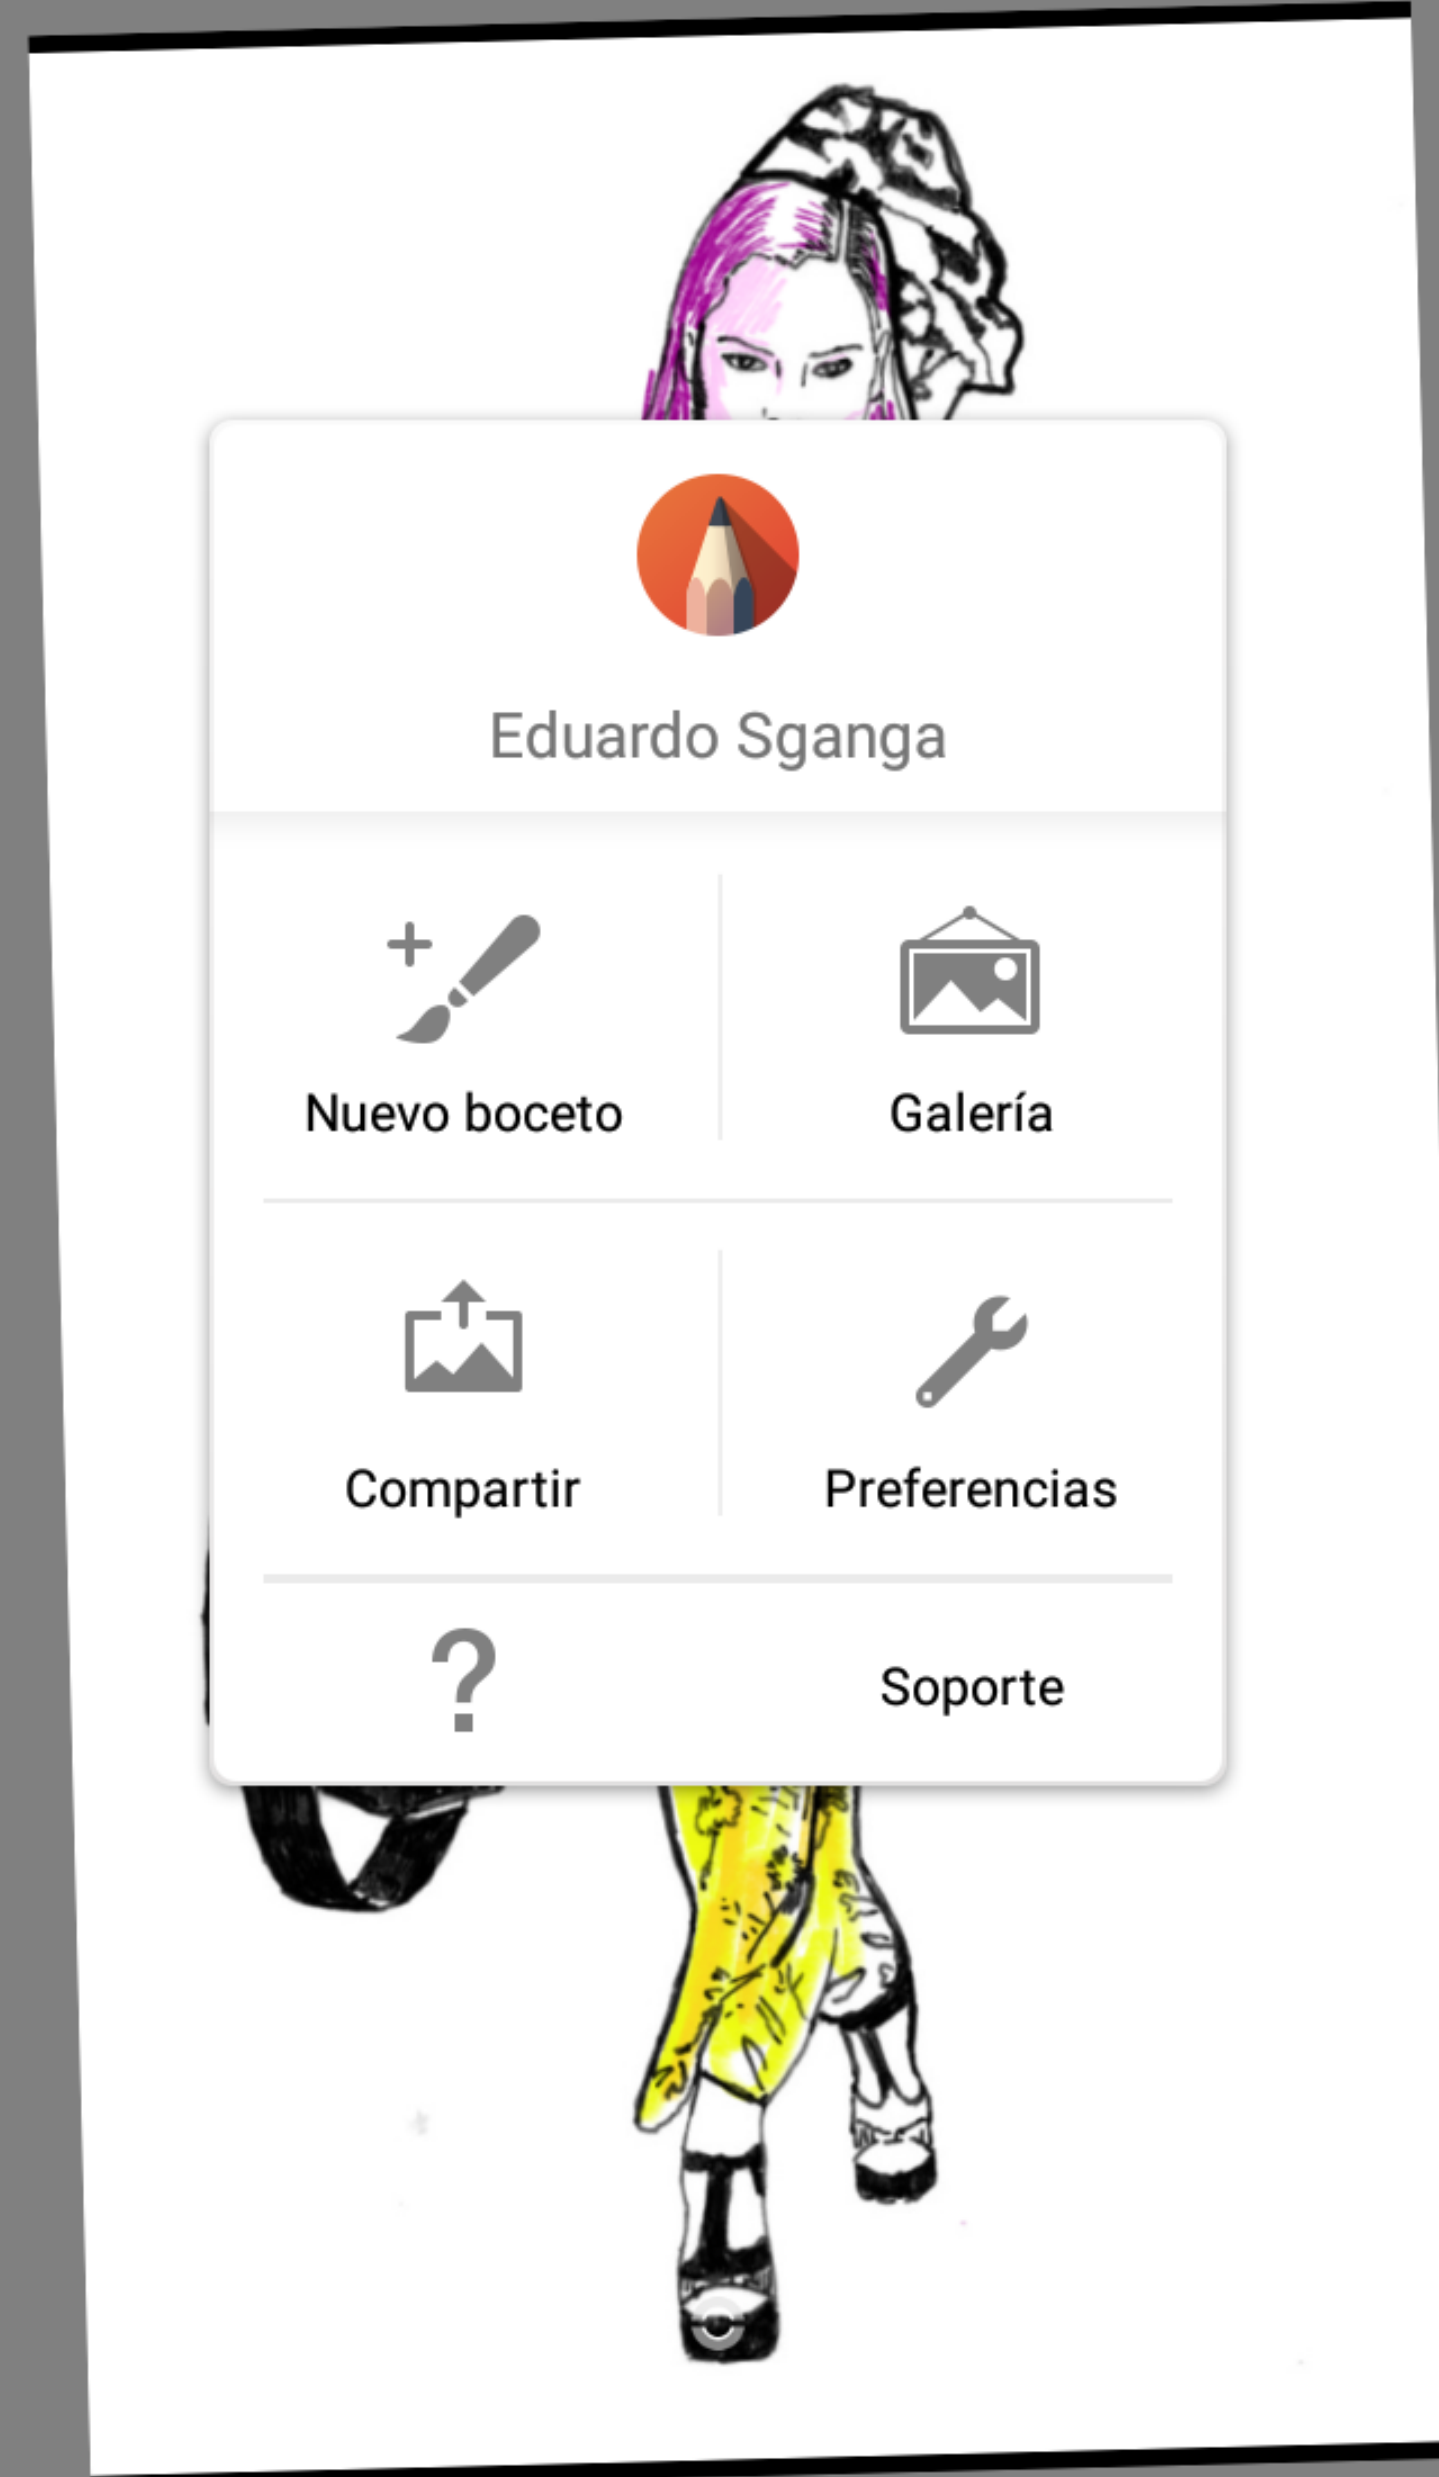 Eduardo Sganga
Nuevo boceto
Galería
Compartir
Preferencias
?
Soporte